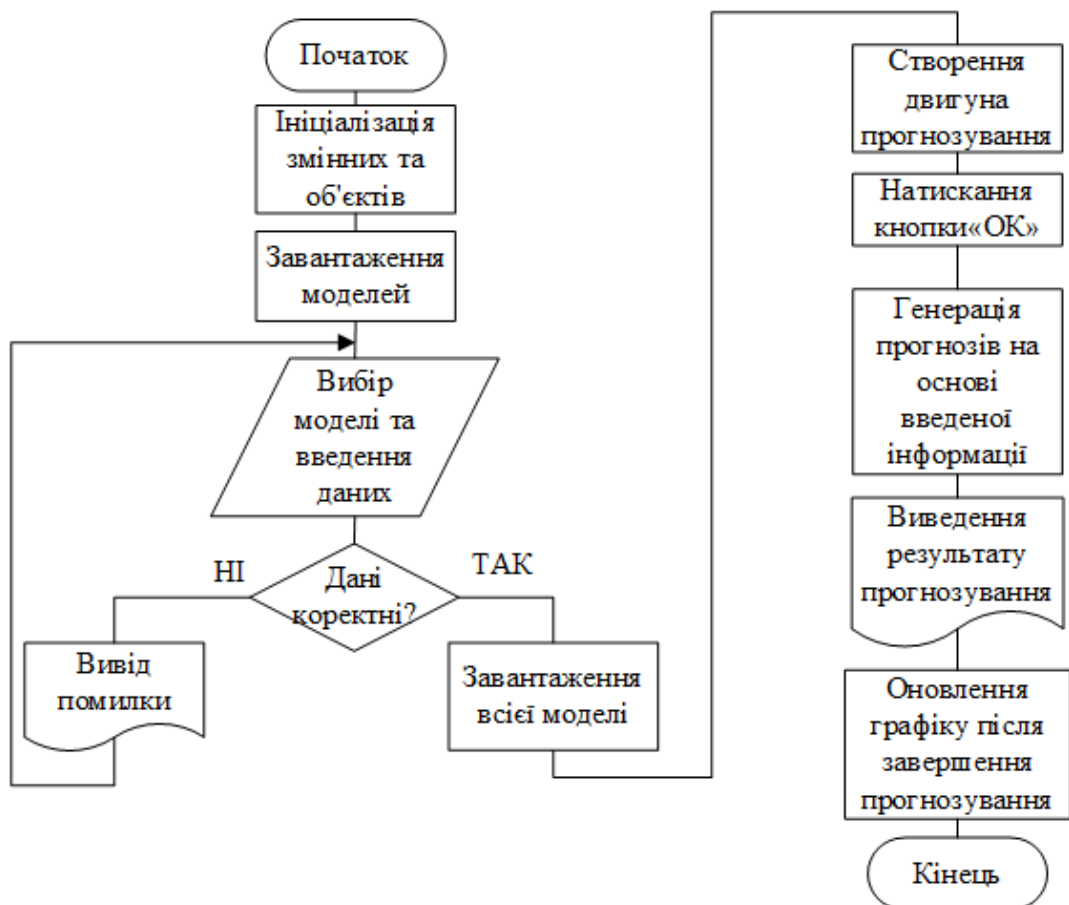 Початок
Ініціалізація
змінних та
об'єктів
Завантаження
моделей
Вибір
моделі та
введення
даних
НІ
ТАК
Дані
коректні?
Вивід
помилки
Завантаження
всієї моделі
Створення
двигуна
прогнозування
Натискання
кнопки«ОК»
Генерація
прогнозів на
основі
введеної
інформації
Виведення
результату
прогнозування
Оновлення
графіку після
завершення
прогнозування
Кінець